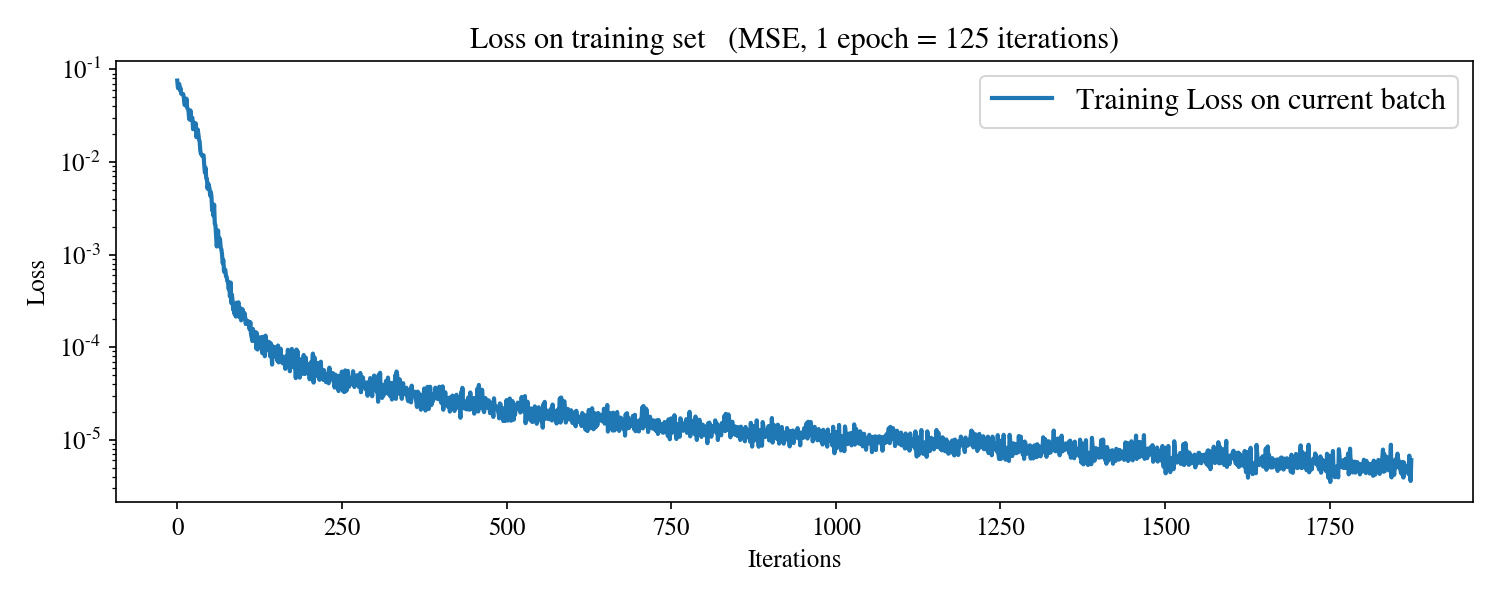 Loss on training set (MSE, 1 epoch = 125 iterations)
Training Loss on current batch
Loss
10-1
10-2
10-3
10-4
10-5
0 250 500 750 1000 1250 1500 1750
Iterations